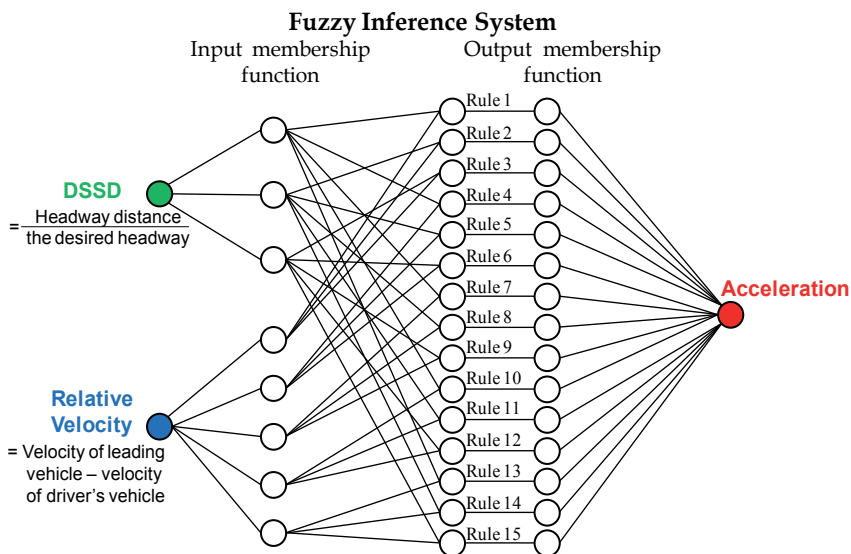 Fuzzy Inference System
Input membership
function
Output membership
function
DSSD
= Headway distance
the desired headway
Relative
Velocity
= Velocity of leading
vehicle – velocity
of driver's vehicle
Rule 1
Rule 2
Rule 3
Rule 4
Rule 5
Rule 6
Rule 7
Rule 8
Rule 9
Rule 10
Rule 11
Rule 12
Rule 13
Rule 14
Rule 15
Acceleration